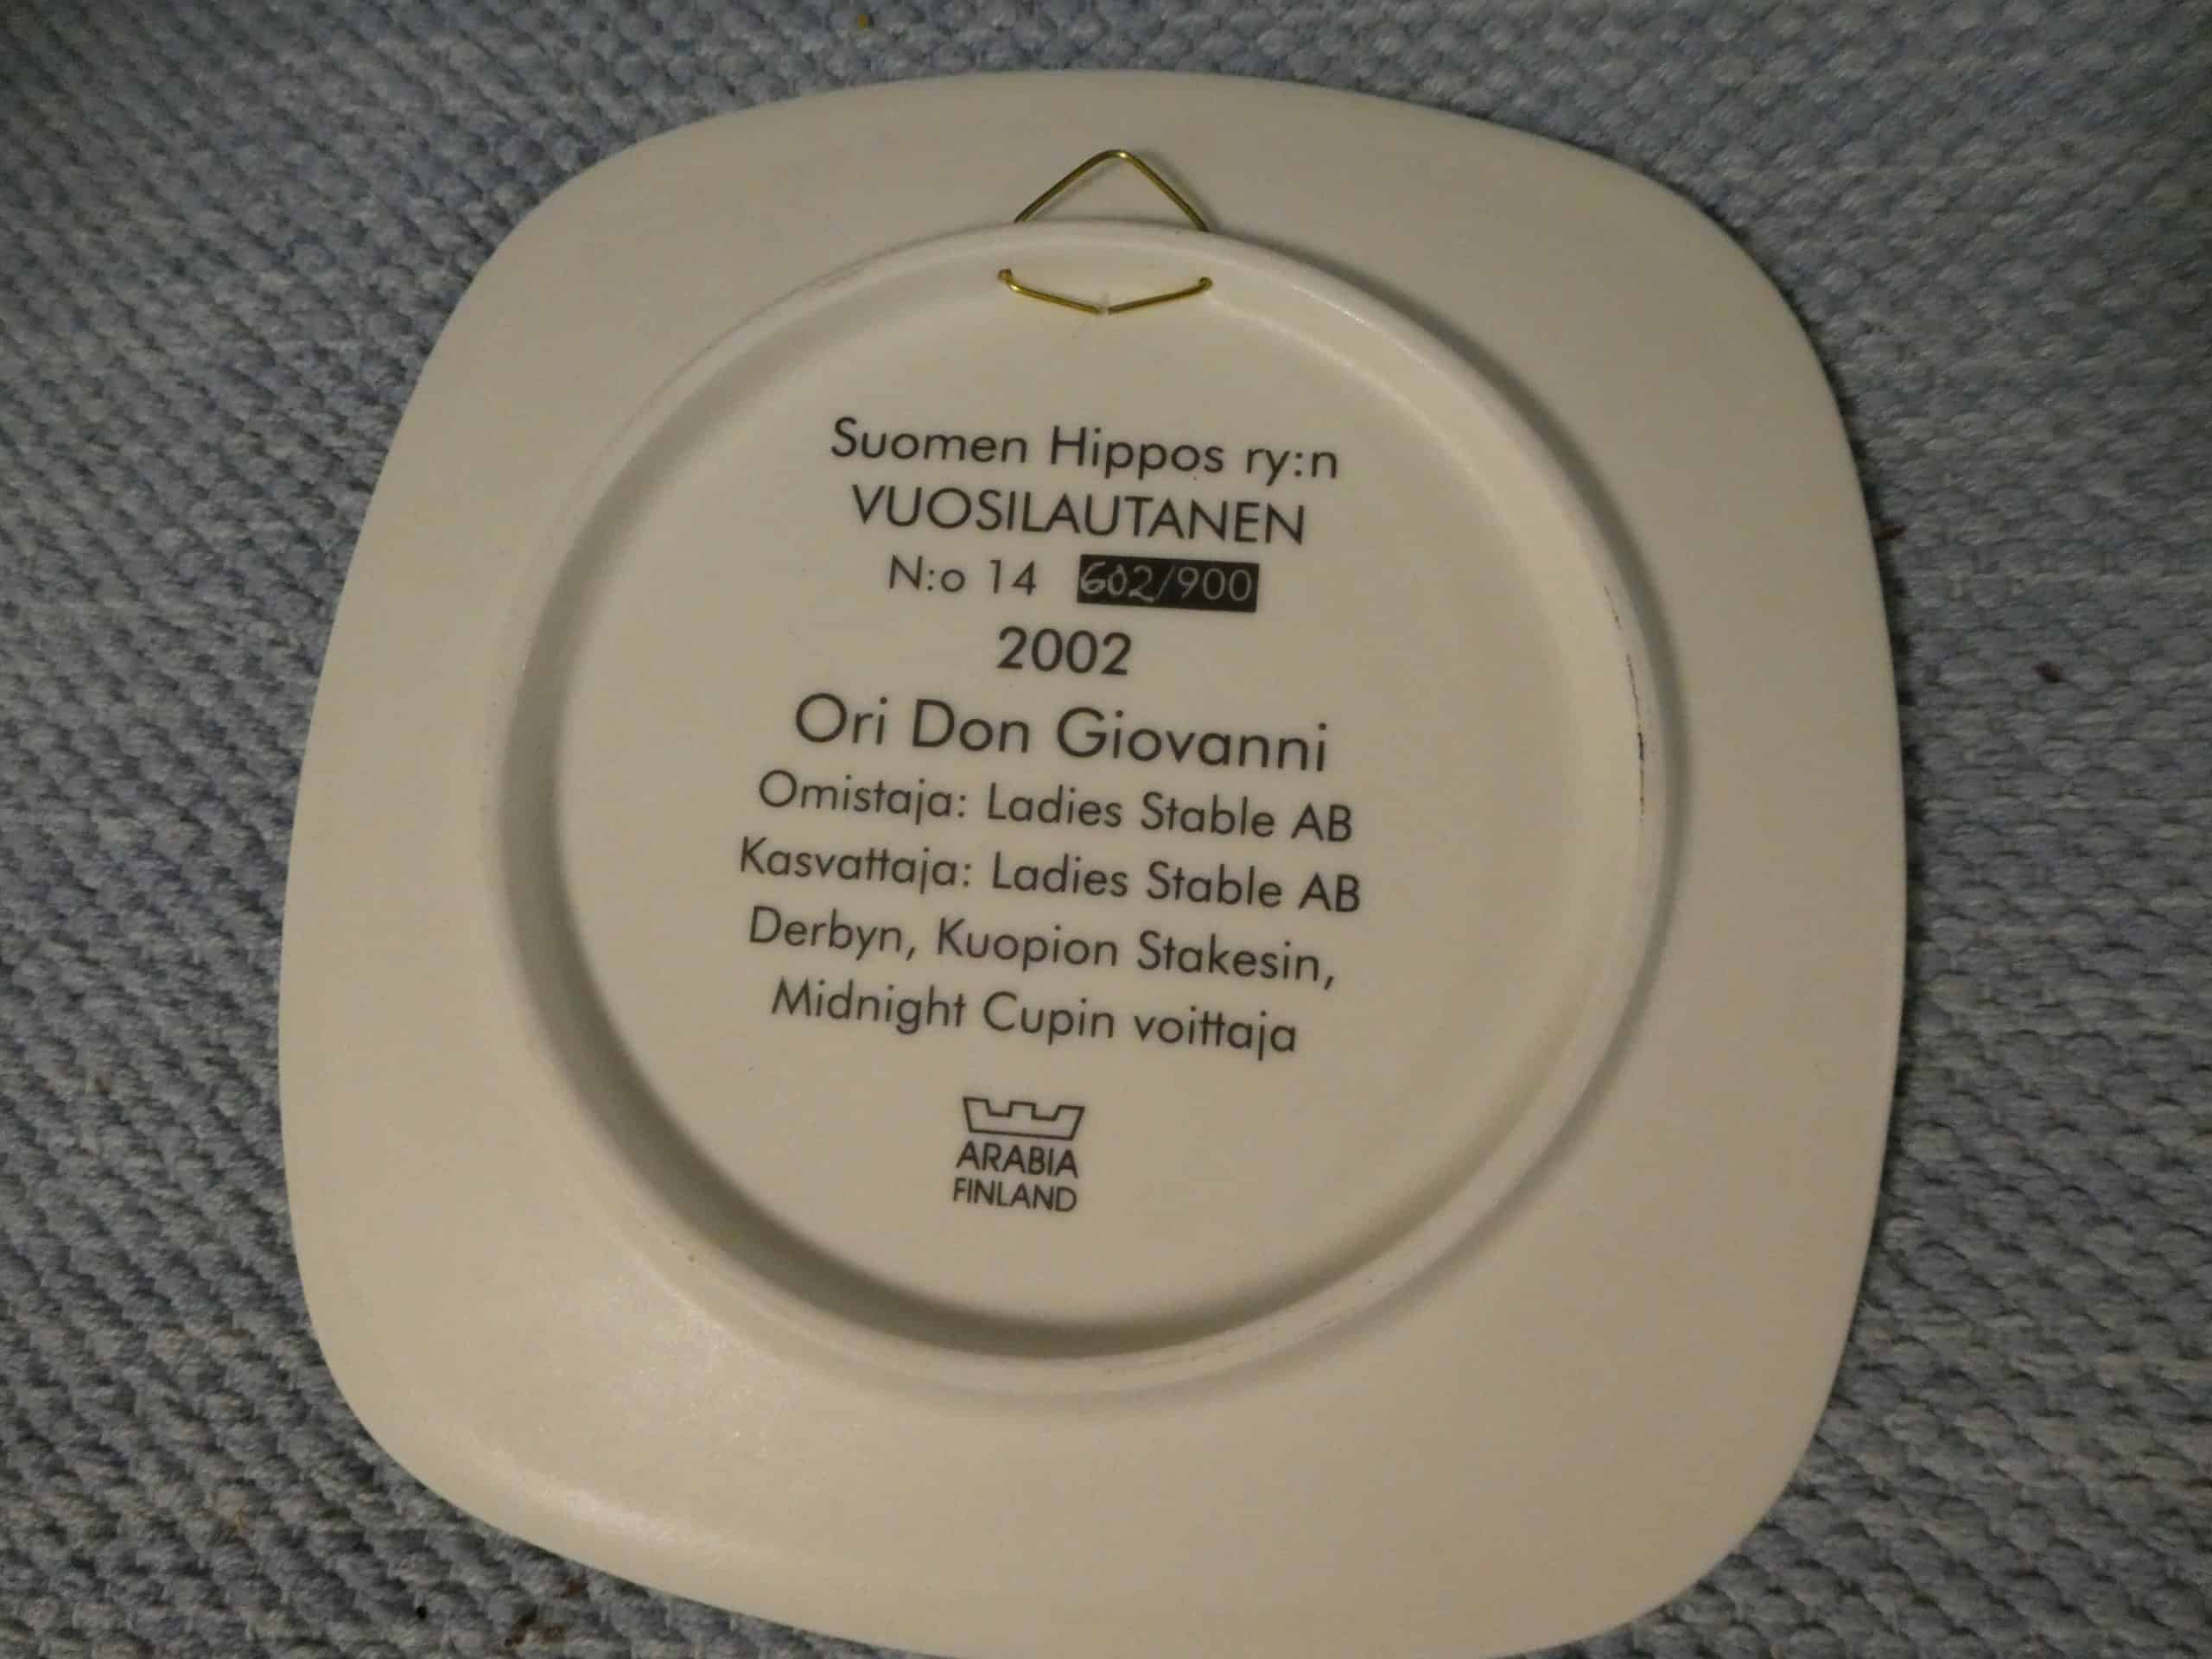 Suomen Hippos ry:n
VUOSILAUTANEN
N:o 14 602/900
2002
Ori Don Giovanni
Omistaja: Ladies Stable AB
Kasvattaja: Ladies Stable AB
Derbyn, Kuopion Stakesin,
Midnight Cupin voittaja
ARABIA
FINLAND